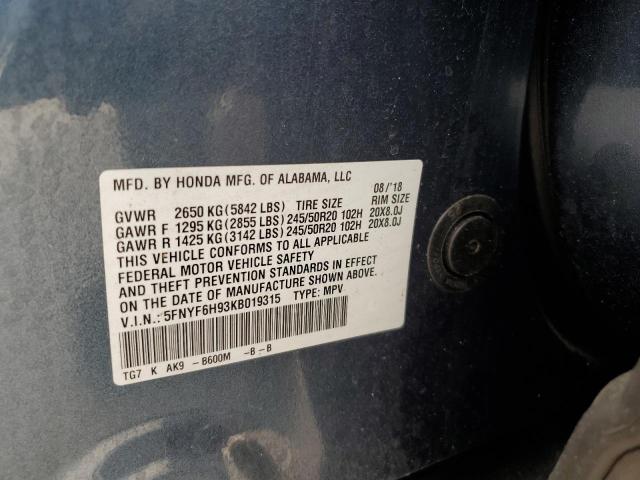 MFD. BY HONDA MFG. OF ALABAMA, LLC 08/'18
GVWR 2650 KG(5842 LBS) TIRE SIZE RIM SIZE
GAWR F 1295 KG(2855 LBS) 245/50R20 102H 20X8.0J
GAWR R 1425 KG(3142 LBS) 245/50R20 102H 20X8.0J
THIS VEHICLE CONFORMS TO ALL APPLICABLE
FEDERAL MOTOR VEHICLE SAFETY
AND THEFT PREVENTION STANDARDS IN EFFECT
ON THE DATE OF MANUFACTURE SHOWN ABOVE.
V.I.N.: 5FNYF6H93KB019315 TYPE: MPV
TG7 K AK9 - B600M -B-B